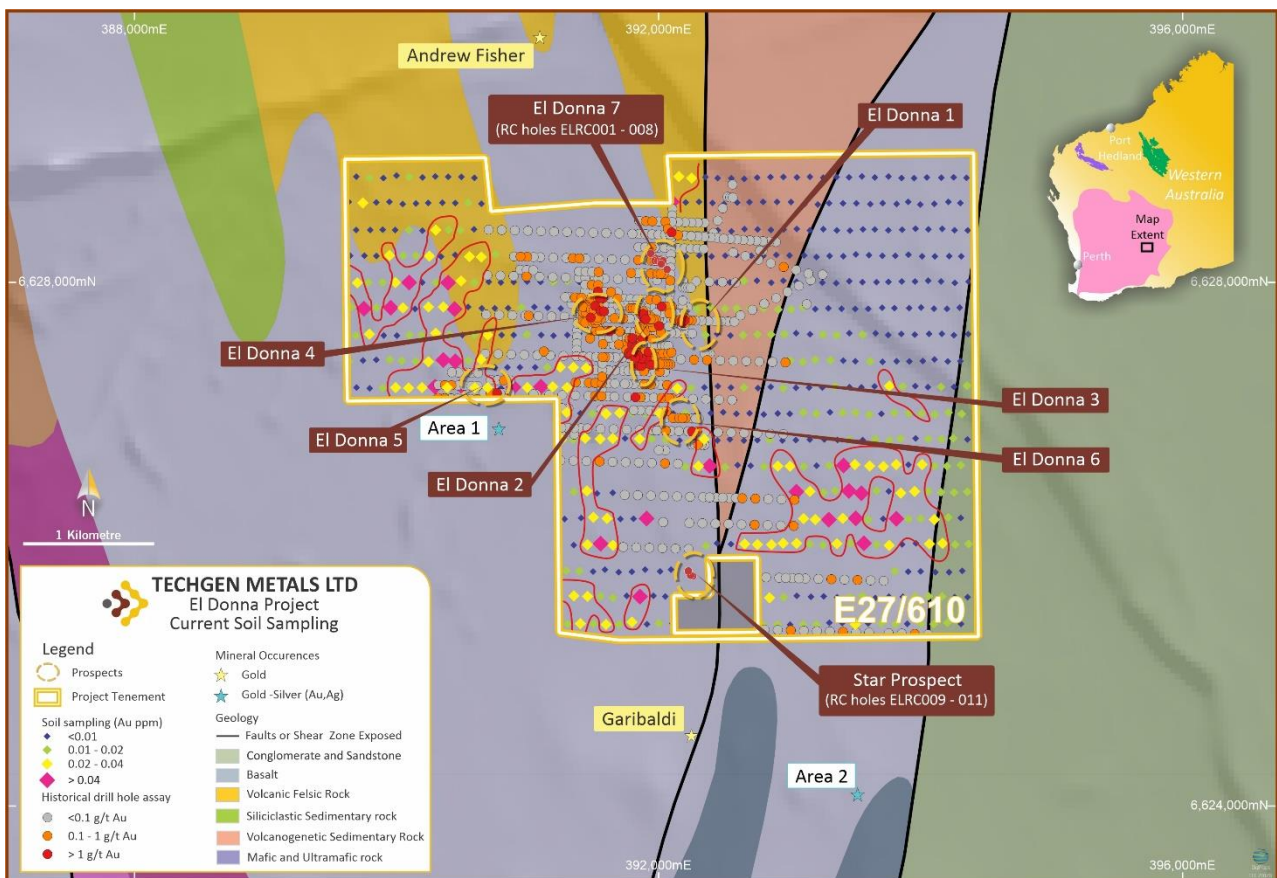 388,000mE
392,000mE
396,000mE
Andrew Fisher
El Donna 7
(RC holes ELRC001 - 008)
El Donna 1
Port
Hedland
Western
Australia
Map
Extent
Perth
6,628,000mN
6,628,000mN
El Donna 4
El Donna 3
El Donna 5
Area 1
El Donna 6
El Donna 2
N
1 Kilometre
E27/610
TECHGEN METALS LTD
El Donna Project
Current Soil Sampling
Legend
Prospects
Project Tenement
Soil sampling (Au ppm)
<0.01
0.01 - 0.02
0.02 - 0.04
> 0.04
Historical drill hole assay
<0.1 g/t Au
0.1 - 1 g/t Au
> 1 g/t Au
Mineral Occurences
Gold
Gold -Silver (Au,Ag)
Geology
Faults or Shear Zone Exposed
Conglomerate and Sandstone
Basalt
Volcanic Felsic Rock
Siliciclastic Sedimentary rock
Volcanogenetic Sedimentary Rock
Mafic and Ultramafic rock
Star Prospect
(RC holes ELRC009 - 011)
Garibaldi
Area 2
6,624,000mN
392,000mE
396,000mE